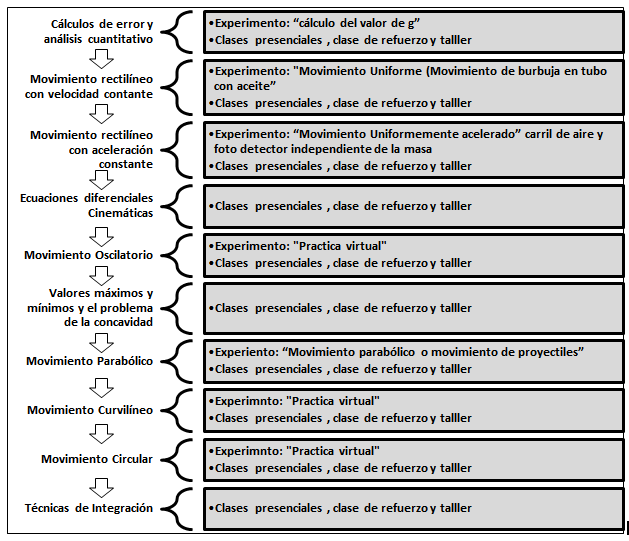 Cálculos de error y
análisis cuantitativo
•Experimento: “cálculo del valor de g”
•Clases presenciales , clase de refuerzo y talller
Movimiento rectilíneo
con velocidad contante
•Experimento: "Movimiento Uniforme (Movimiento de burbuja en tubo
con aceite”
•Clases presenciales , clase de refuerzo y talller
Movimiento rectilíneo
con aceleración
constante
•Experimento: “Movimiento Uniformemente acelerado” carril de aire y
foto detector independiente de la masa
•Clases presenciales , clase de refuerzo y talller
Ecuaciones diferenciales
Cinemáticas
•Clases presenciales , clase de refuerzo y talller
Movimiento Oscilatorio
•Experimento: "Practica virtual"
•Clases presenciales , clase de refuerzo y talller
Valores máximos y
mínimos y el problema
de la concavidad
•Clases presenciales , clase de refuerzo y talller
Movimiento Parabólico
•Experiento: “Movimiento parabólico o movimiento de proyectiles”
•Clases presenciales , clase de refuerzo y talller
Movimiento Curvilíneo
•Experimnto: "Practica virtual"
•Clases presenciales , clase de refuerzo y talller
Movimiento Circular
•Experimnto: "Practica virtual"
•Clases presenciales , clase de refuerzo y talller
Técnicas de Integración
•Clases presenciales , clase de refuerzo y talller